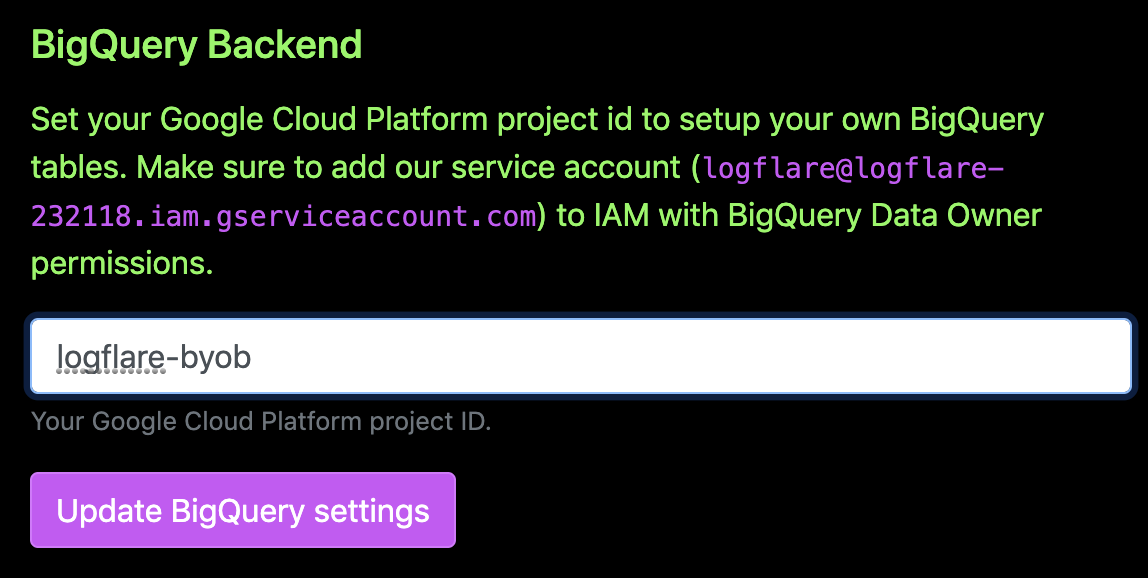 BigQuery Backend
Set your Google Cloud Platform project id to setup your own BigQuery
tables. Make sure to add our service account (logflare@logflare-
232118.iam.gserviceaccount.com) to IAM with BigQuery Data Owner
permissions.
logflare-byob
Your Google Cloud Platform project ID.
Update BigQuery settings